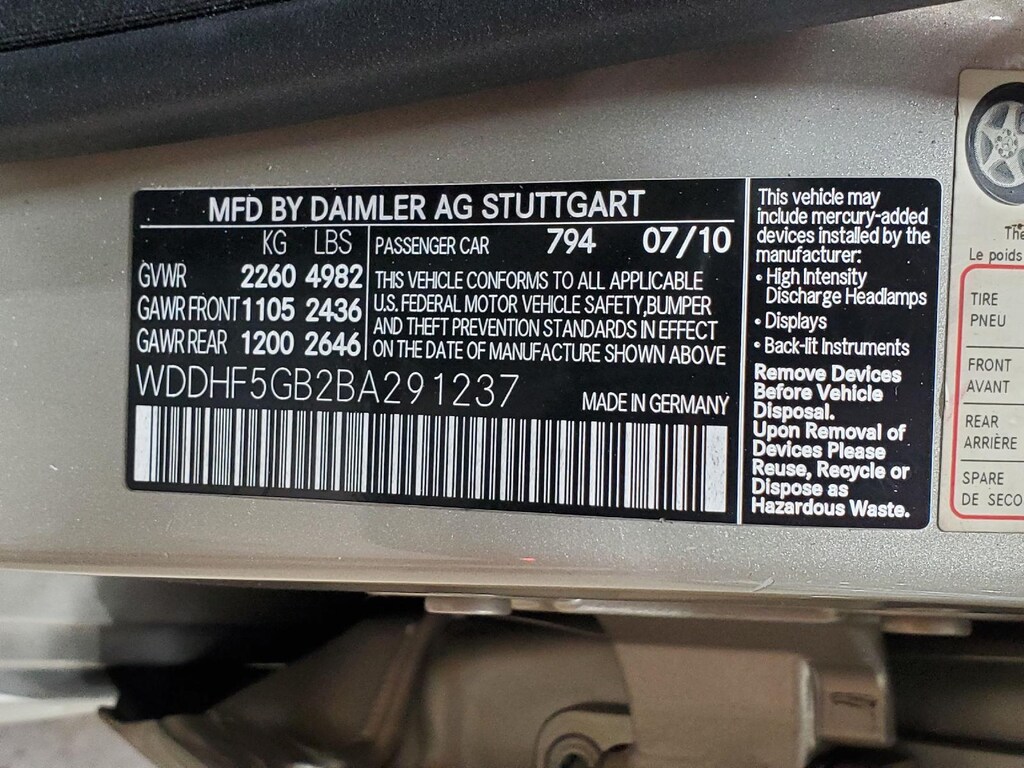 MFD BY DAIMLER AG STUTTGART
KG LBS
GVWR 2260 4982
GAWR FRONT 1105 2436
GAWR REAR 1200 2646
PASSENGER CAR 794 07/10
THIS VEHICLE CONFORMS TO ALL APPLICABLE
U.S. FEDERAL MOTOR VEHICLE SAFETY, BUMPER
AND THEFT PREVENTION STANDARDS IN EFFECT
ON THE DATE OF MANUFACTURE SHOWN ABOVE
WDDHF5GB2BA291237
MADE IN GERMANY
This vehicle may
include mercury-added
devices installed by the
manufacturer:
• High Intensity
Discharge Headlamps
• Displays
• Back-lit Instruments
Remove Devices
Before Vehicle
Disposal.
Upon Removal of
Devices Please
Reuse, Recycle or
Dispose as
Hazardous Waste.
The
Le poids
TIRE
PNEU
FRONT
AVANT
REAR
ARRIÈRE
SPARE
DE SECO